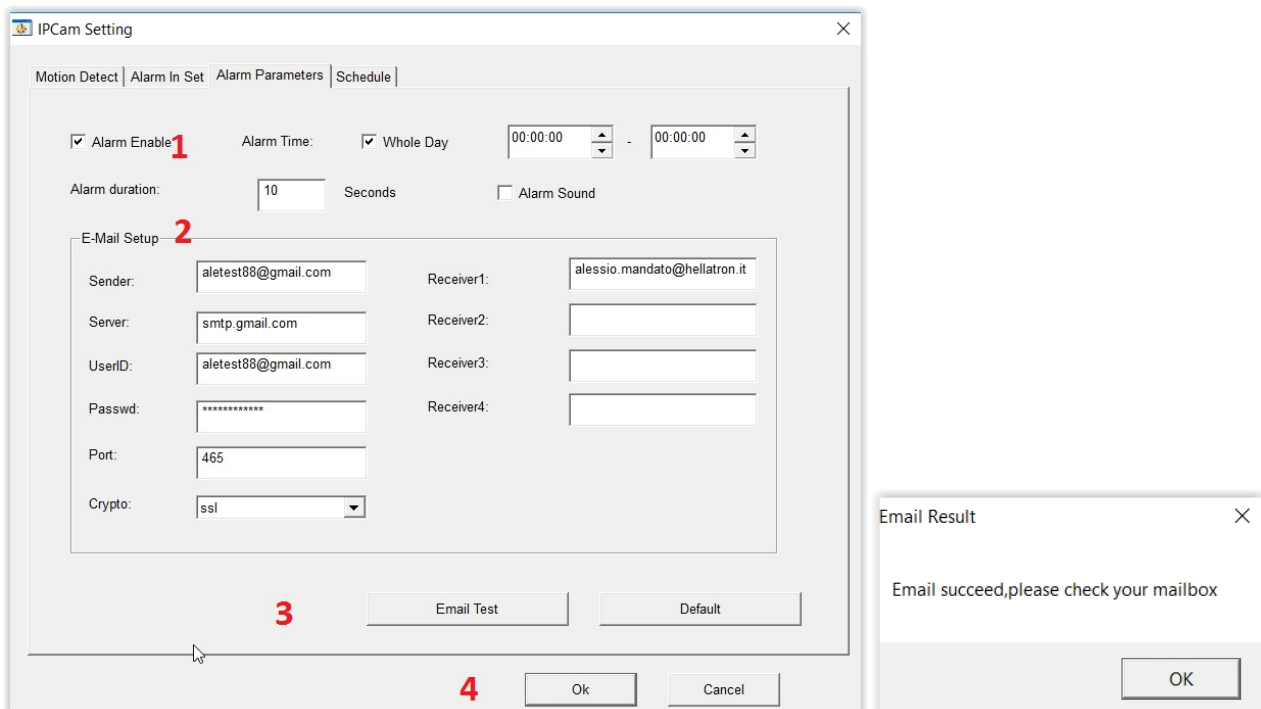 IPCam Setting
Motion Detect Alarm In Set Alarm Parameters Schedule
Alarm Enable 1 Alarm Time: Whole Day 00:00:00 - 00:00:00
Alarm duration: 10 Seconds Alarm Sound
E-Mail Setup 2
Sender: aletest88@gmail.com Receiver1: alessio.mandato@hellatron.it
Server: smtp.gmail.com Receiver2:
UserID: aletest88@gmail.com Receiver3:
Passwd: ************ Receiver4:
Port: 465
Crypto: ssl
3 Email Test Default
4 Ok Cancel
Email Result
Email succeed,please check your mailbox
OK